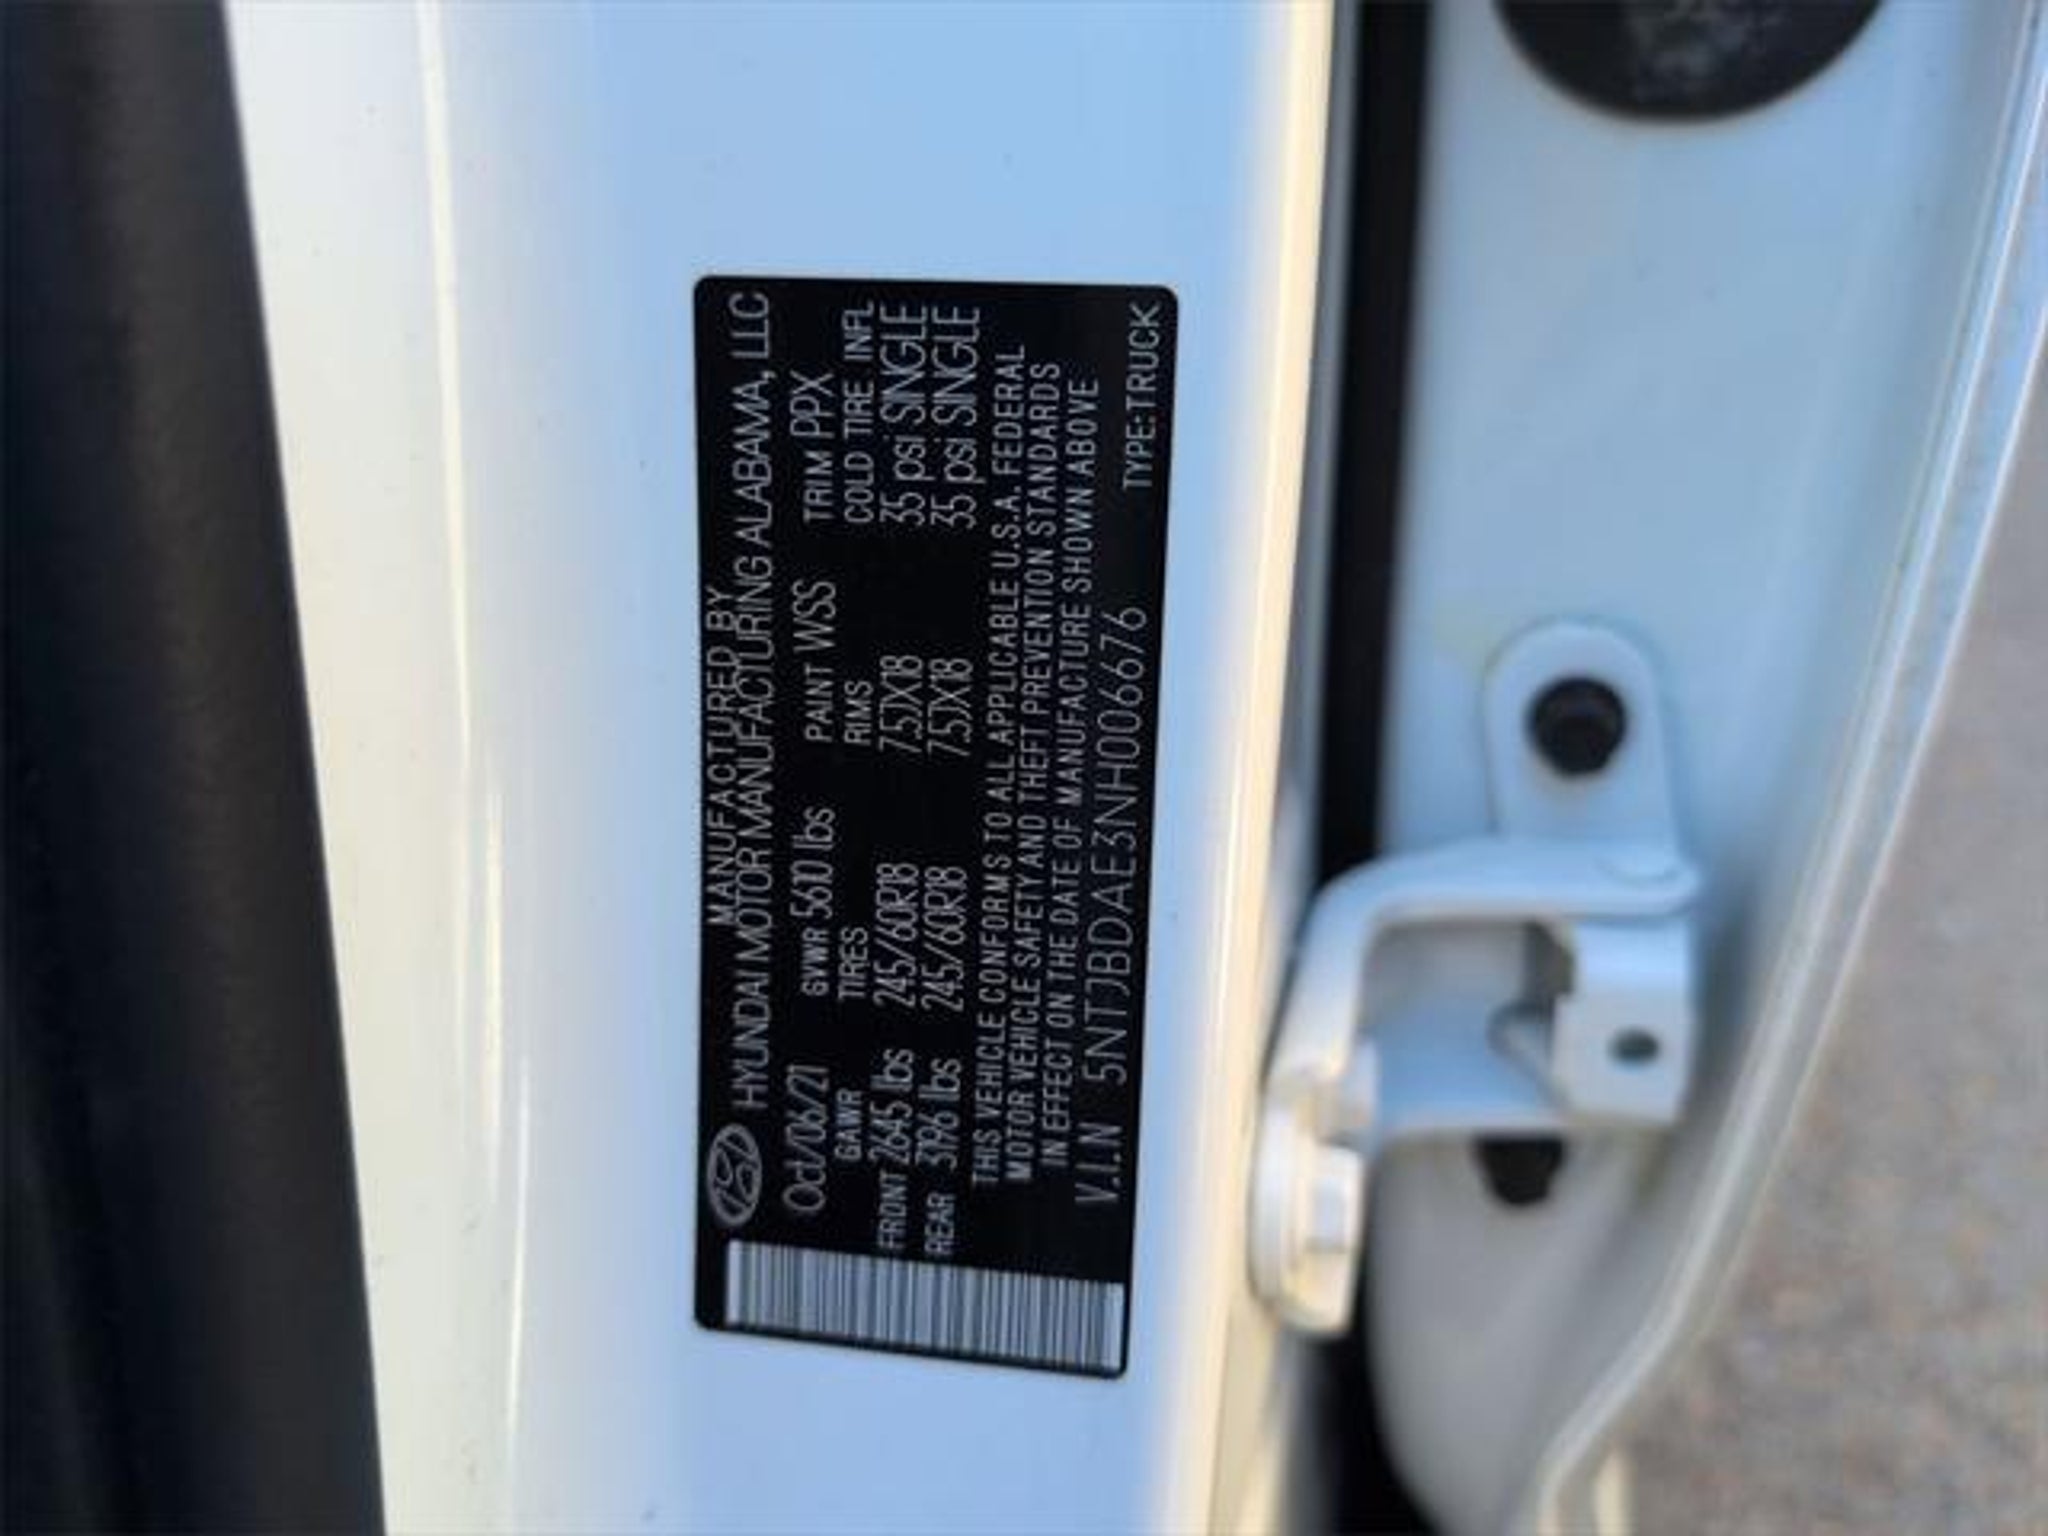 MANUFACTURED BY
HYUNDAI MOTOR MANUFACTURING ALABAMA, LLC
Oct/06/21 GVWR 5610 lbs PAINT WSS TRIM PPX
GAWR TIRES RIMS COLD TIRE INFL
FRONT 2645 lbs 245/60R18 7.5JX18 35 psi SINGLE
REAR 3196 lbs 245/60R18 7.5JX18 35 psi SINGLE
THIS VEHICLE CONFORMS TO ALL APPLICABLE U.S.A. FEDERAL
MOTOR VEHICLE SAFETY AND THEFT PREVENTION STANDARDS
IN EFFECT ON THE DATE OF MANUFACTURE SHOWN ABOVE
V.I.N 5NTJBDAE3NH006676 TYPE:TRUCK